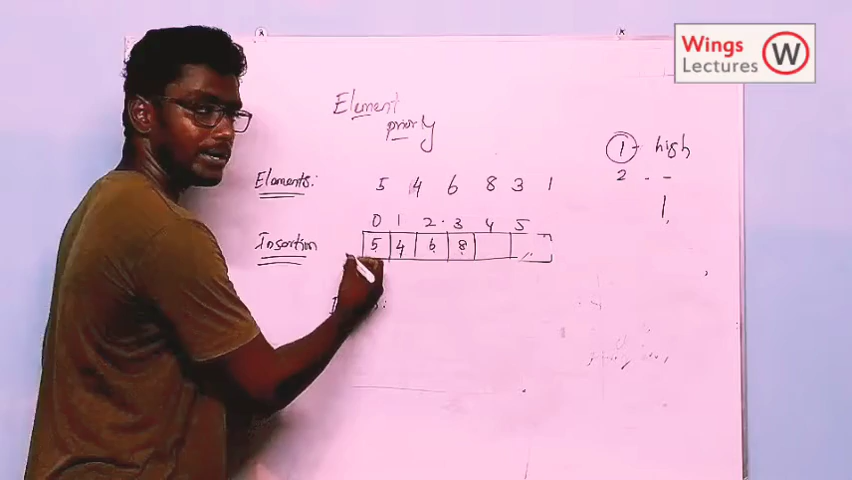 Wings
Lectures W
Element
priority
1 - high
2 - -
Elements: 5 4 6 8 3 1
0 1 2 3 4 5
Insertion 5 4 6 8